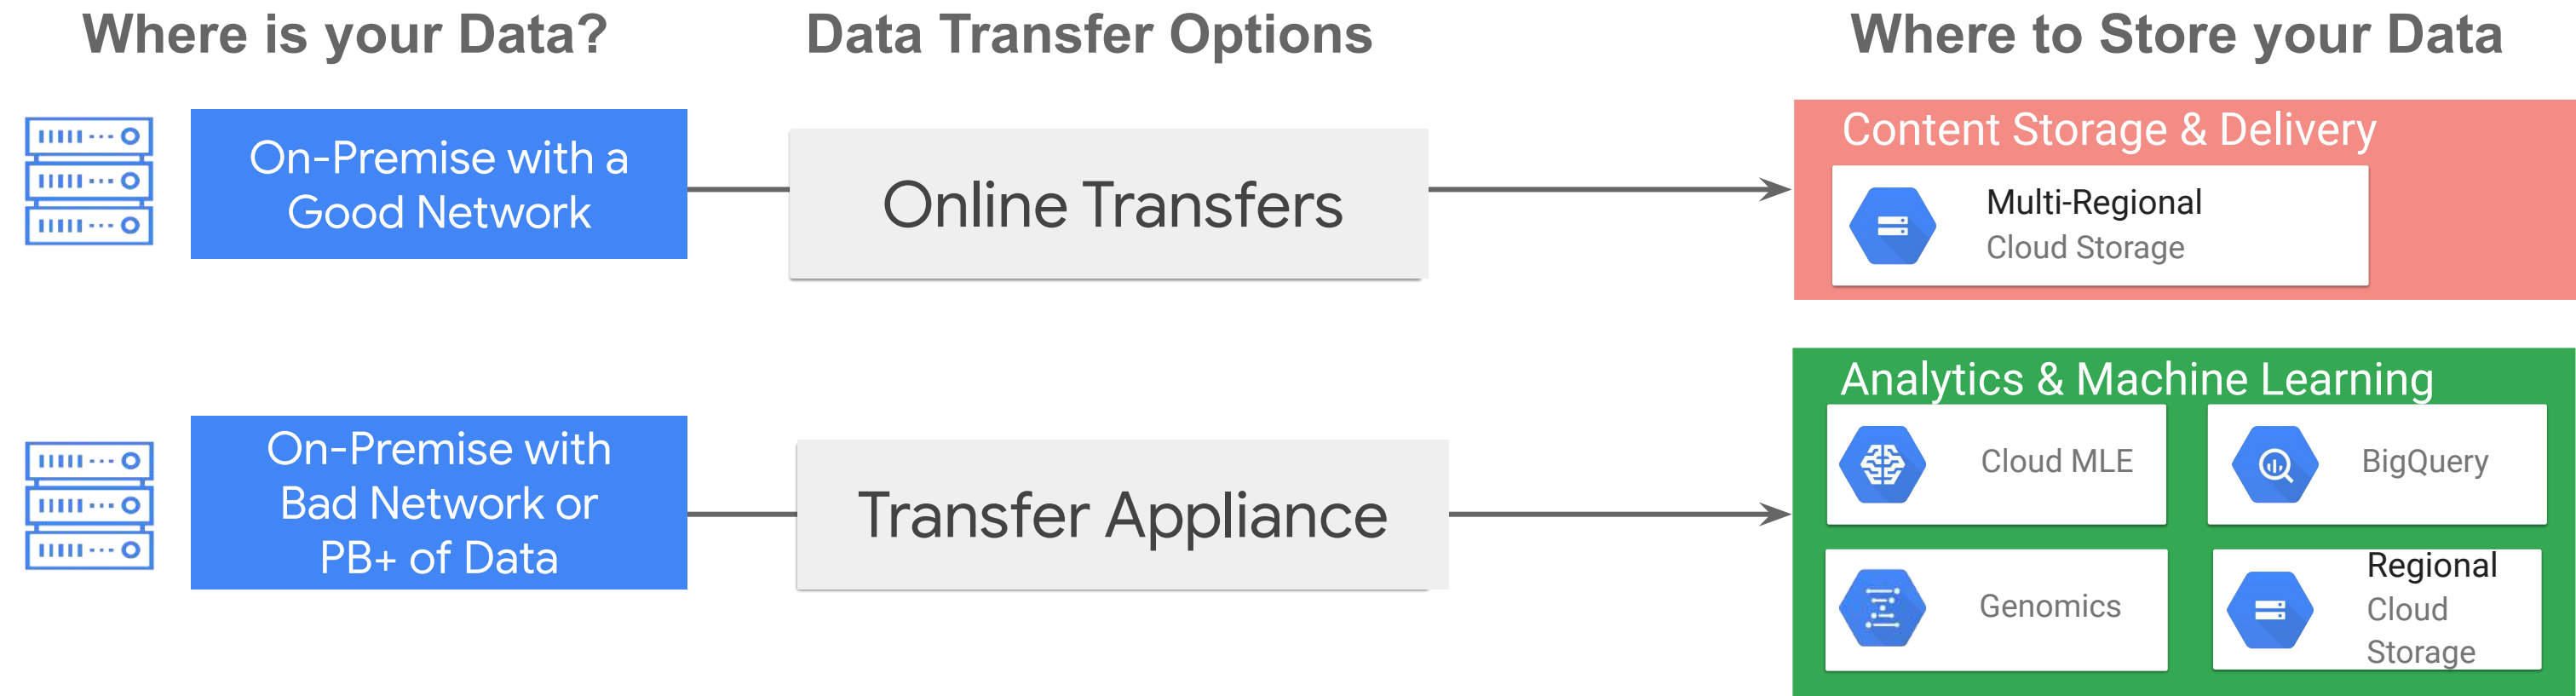 Where is your Data?
Data Transfer Options
Where to Store your Data
On-Premise with a
Good Network
Online Transfers
Content Storage & Delivery
Multi-Regional
Cloud Storage
On-Premise with
Bad Network or
PB+ of Data
Transfer Appliance
Analytics & Machine Learning
Cloud MLE
BigQuery
Genomics
Regional
Cloud
Storage